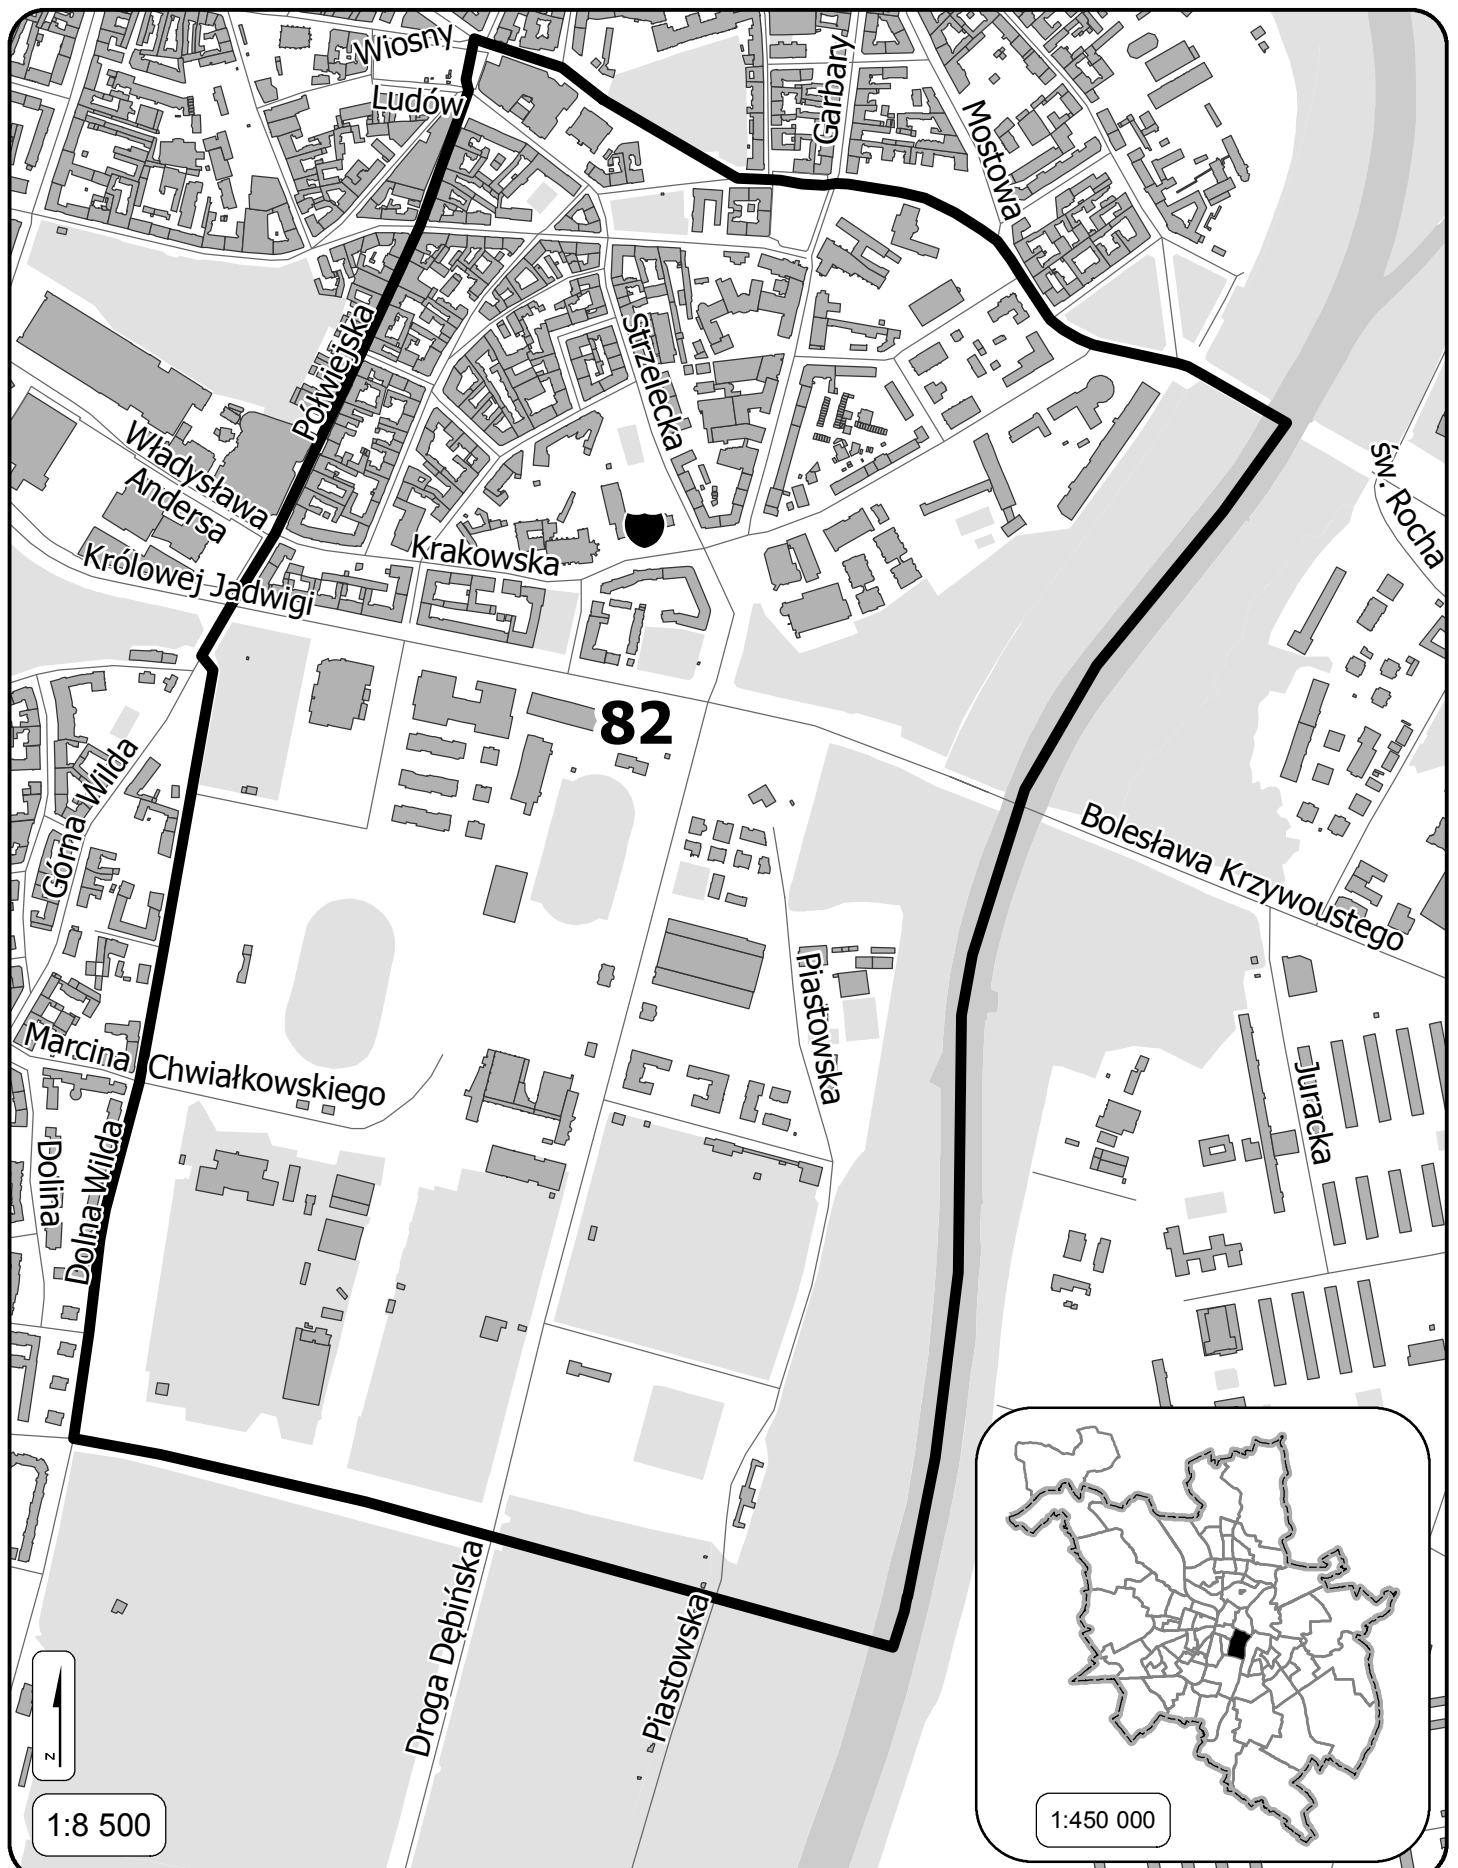 Wiosny
Ludów
Garbary
Mostowa
Półwiejska
Strzelecka
Władysława
Andersa
Krakowska
Królowej Jadwigi
św. Rocha
82
Górna Wilda
Bolesława Krzywoustego
Piastowska
Marcina Chwiałkowskiego
Juracka
Dolina
Dolna Wilda
Droga Dębińska
Piastowska
z
1:8 500
1:450 000